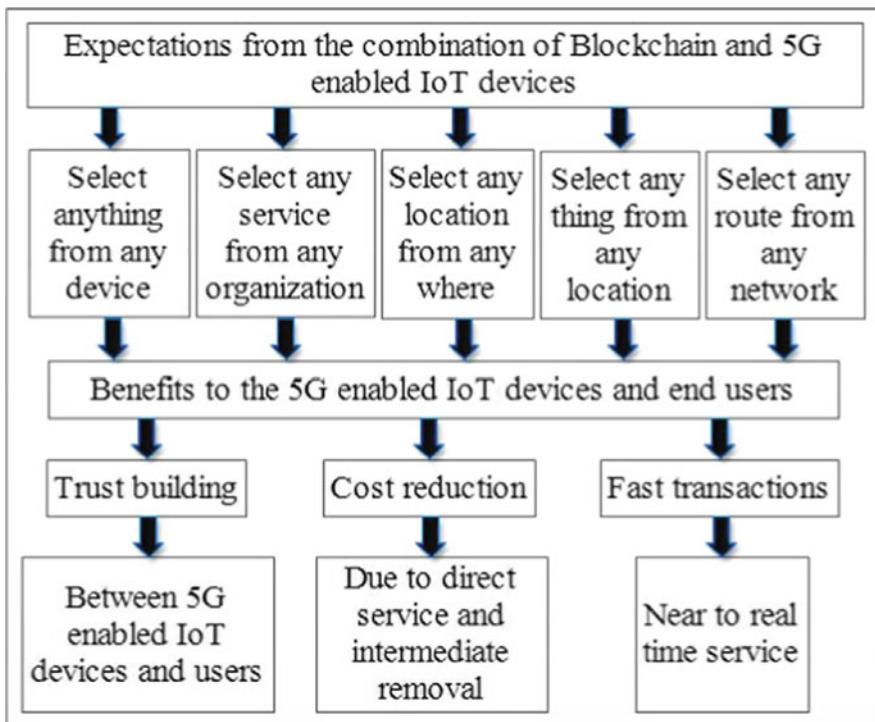 Expectations from the combination of Blockchain and 5G
enabled IoT devices
Select
anything
from any
device
Select any
service
from any
organization
Select any
location
from any
where
Select any
thing from
any
location
Select any
route from
any
network
Benefits to the 5G enabled IoT devices and end users
Trust building
Cost reduction
Fast transactions
Between 5G
enabled IoT
devices and users
Due to direct
service and
intermediate
removal
Near to real
time service